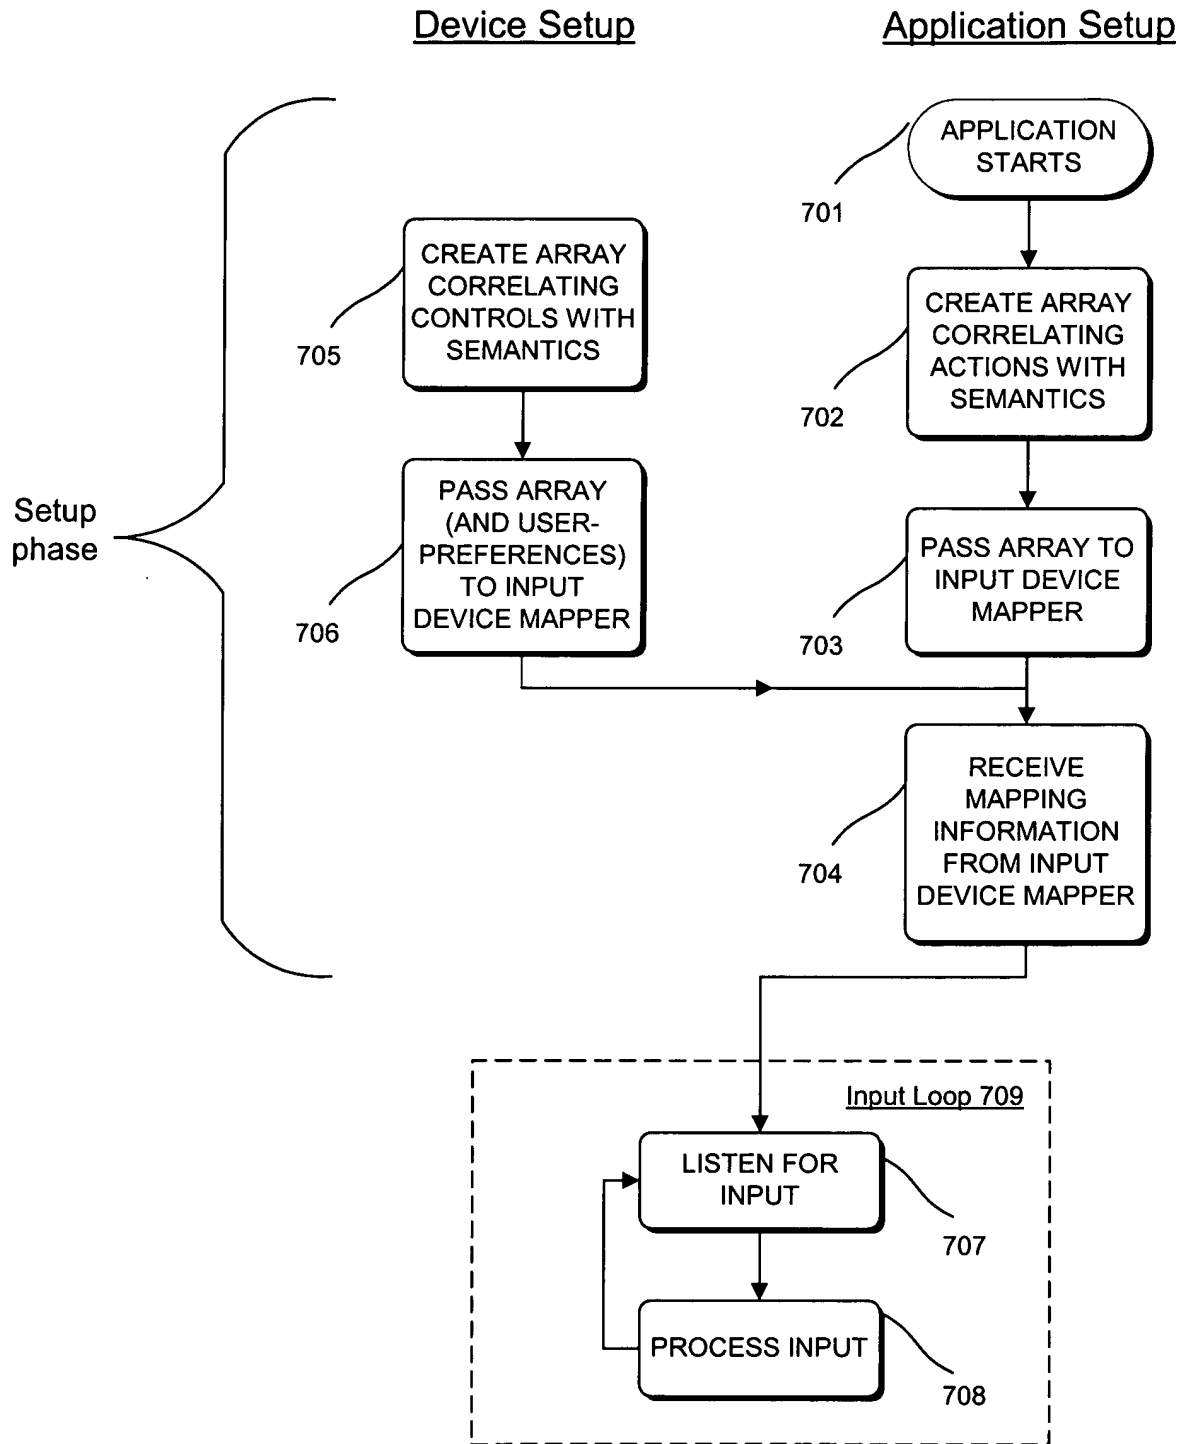 Device Setup
Application Setup
APPLICATION
STARTS
701
CREATE ARRAY
CORRELATING
CONTROLS WITH
SEMANTICS
705
CREATE ARRAY
CORRELATING
ACTIONS WITH
SEMANTICS
702
Setup
phase
PASS ARRAY
(AND USER-
PREFERENCES)
TO INPUT
DEVICE MAPPER
706
PASS ARRAY TO
INPUT DEVICE
MAPPER
703
RECEIVE
MAPPING
INFORMATION
FROM INPUT
DEVICE MAPPER
704
Input Loop 709
LISTEN FOR
INPUT
707
PROCESS INPUT
708